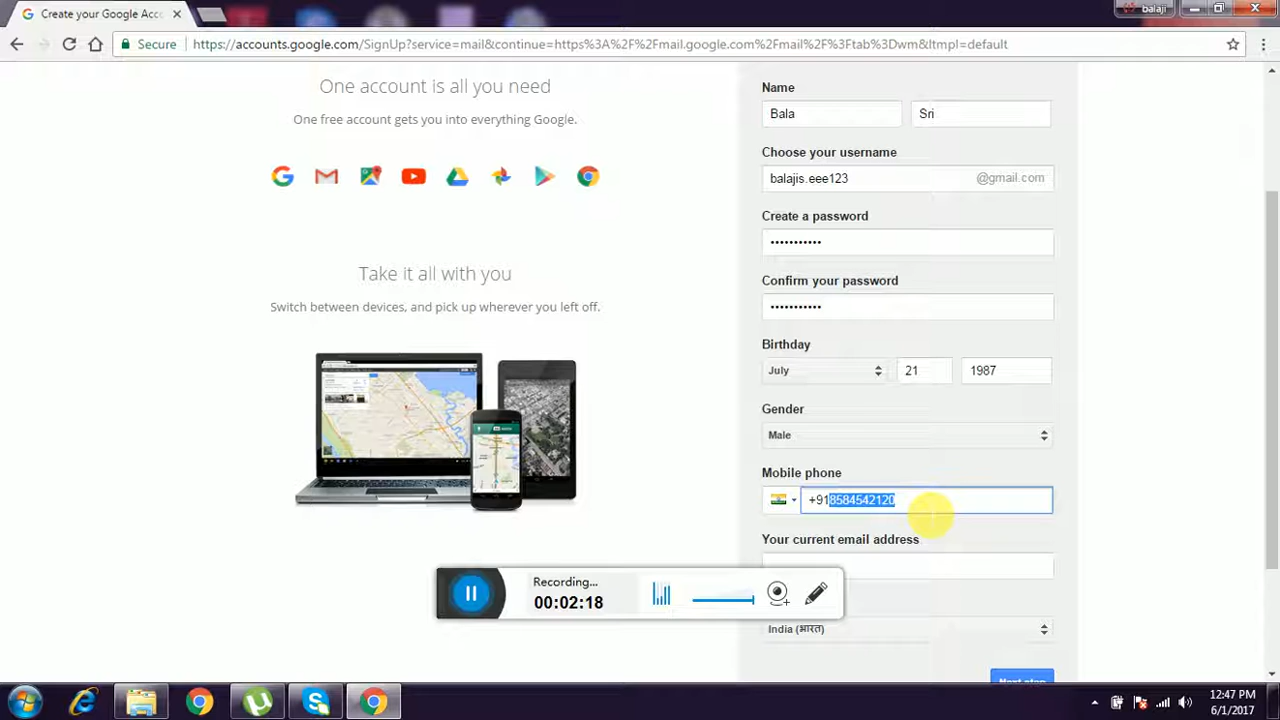 Create your Google Acco
balaji
Secure
https://accounts.google.com/SignUp?service=mail&continue=https%3A%2F%2Fmail.google.com%2Fmail%2F%3Ftab%3Dwm&ltmpl=default
One account is all you need
One free account gets you into everything Google.
Take it all with you
Switch between devices, and pick up wherever you left off.
Name
Bala
Sri
Choose your username
balajis.eee123
@gmail.com
Create a password
•••••••••••
Confirm your password
•••••••••••
Birthday
July
21
1987
Gender
Male
Mobile phone
+918584542120
Your current email address
Recording...
00:02:18
India (भारत)
Next step
12:47 PM
6/1/2017